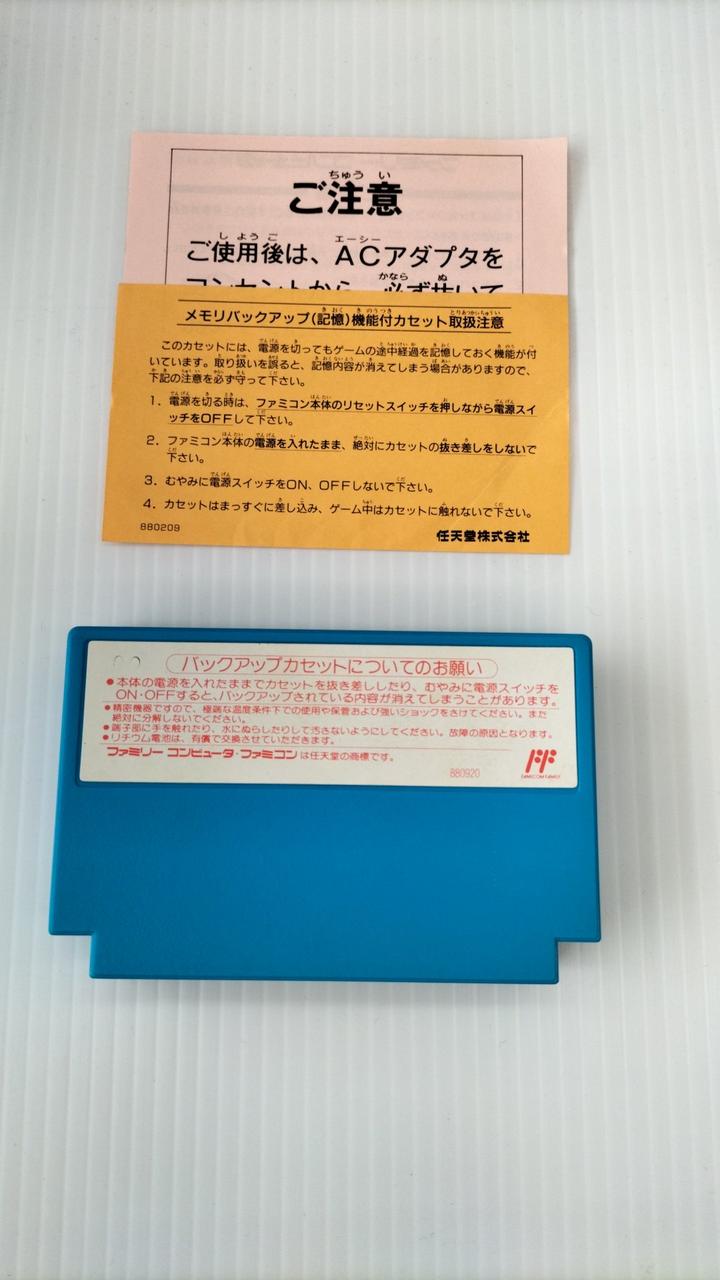 ご注意
ご使用後は、ACアダプタを
コンセントから、必ずぬいて
メモリバックアップ(記憶)機能付カセット取扱注意
このカセットには、電源を切ってもゲームの途中経過を記憶しておく機能が付
いています。取り扱いを誤ると、記憶内容が消えてしまう場合がありますので、
下記の注意を必ず守って下さい。
1. 電源を切る時は、ファミコン本体のリセットスイッチを押しながら電源スイ
ッチをOFFして下さい。
2. ファミコン本体の電源を入れたまま、絶対にカセットの抜き差しをしないで
下さい。
3. むやみに電源スイッチをON、OFFしないで下さい。
4. カセットはまっすぐに差し込み、ゲーム中はカセットに触れないで下さい。
880209
任天堂株式会社
バックアップカセットについてのお願い
●本体の電源を入れたままでカセットを抜き差ししたり、むやみに電源スイッチを
ON・OFFすると、バックアップされている内容が消えてしまうことがあります。
●精密機器ですので、極端な温度条件下での使用や保管および強いショックをさけてください。また
絶対に分解しないでください。
●端子部に手を触れたり、水にぬらしたりして汚さないようにしてください。故障の原因となります。
●リチウム電池は、有償で交換させていただきます。
ファミリー コンピュータ・ファミコン は任天堂の商標です。
880920
FAMICOM FAMILY